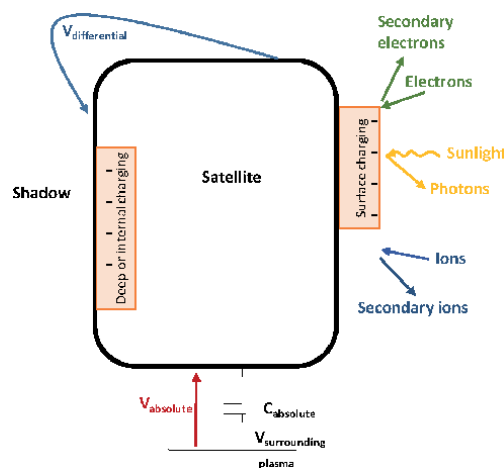 Secondary
electrons
Vdifferential
Electrons
Deep or internal charging
Surface charging
Sunlight
Shadow
Satellite
Photons
Ions
Secondary ions
Vabsolute
Cabsolute
Vsurrounding
plasma